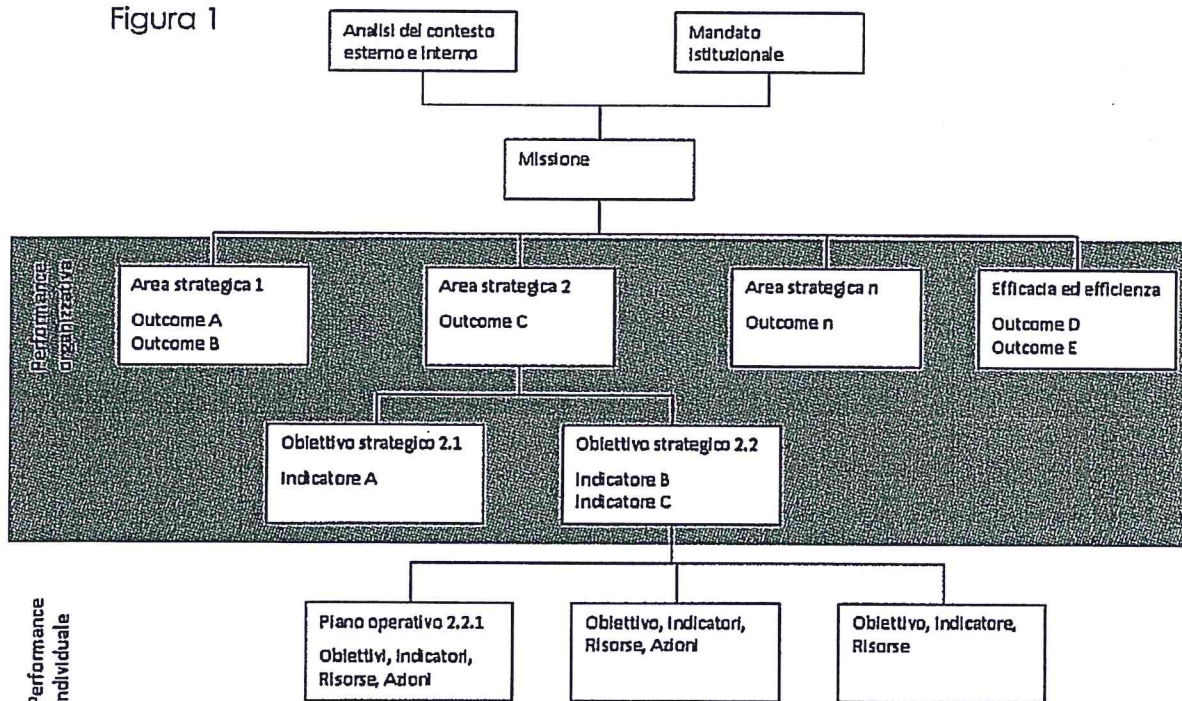 Figura 1
Analisi del contesto
esterno e interno
Mandato
istituzionale
Missione
Performance
organizzativa
Area strategica 1
Outcome A
Outcome B
Area strategica 2
Outcome C
Area strategica n
Outcome n
Efficacia ed efficienza
Outcome D
Outcome E
Obiettivo strategico 2.1
Indicatore A
Obiettivo strategico 2.2
Indicatore B
Indicatore C
Performance
individuale
Piano operativo 2.2.1
Obiettivi, Indicatori,
Risorse, Azioni
Obiettivo, Indicatori,
Risorse, Azioni
Obiettivo, Indicatore,
Risorse